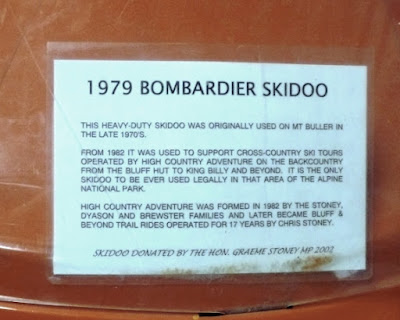 1979 BOMBARDIER SKIDOO
THIS HEAVY-DUTY SKIDOO WAS ORIGINALLY USED ON MT BULLER IN
THE LATE 1970'S.
FROM 1982 IT WAS USED TO SUPPORT CROSS-COUNTRY SKI TOURS
OPERATED BY HIGH COUNTRY ADVENTURE ON THE BACKCOUNTRY
FROM THE BLUFF HUT TO KING BILLY AND BEYOND. IT IS THE ONLY
SKIDOO TO BE EVER USED LEGALLY IN THAT AREA OF THE ALPINE
NATIONAL PARK.
HIGH COUNTRY ADVENTURE WAS FORMED IN 1982 BY THE STONEY,
DYASON AND BREWSTER FAMILIES AND LATER BECAME BLUFF &
BEYOND TRAIL RIDES OPERATED FOR 17 YEARS BY CHRIS STONEY.
SKIDOO DONATED BY THE HON. GRAEME STONEY MP 2002